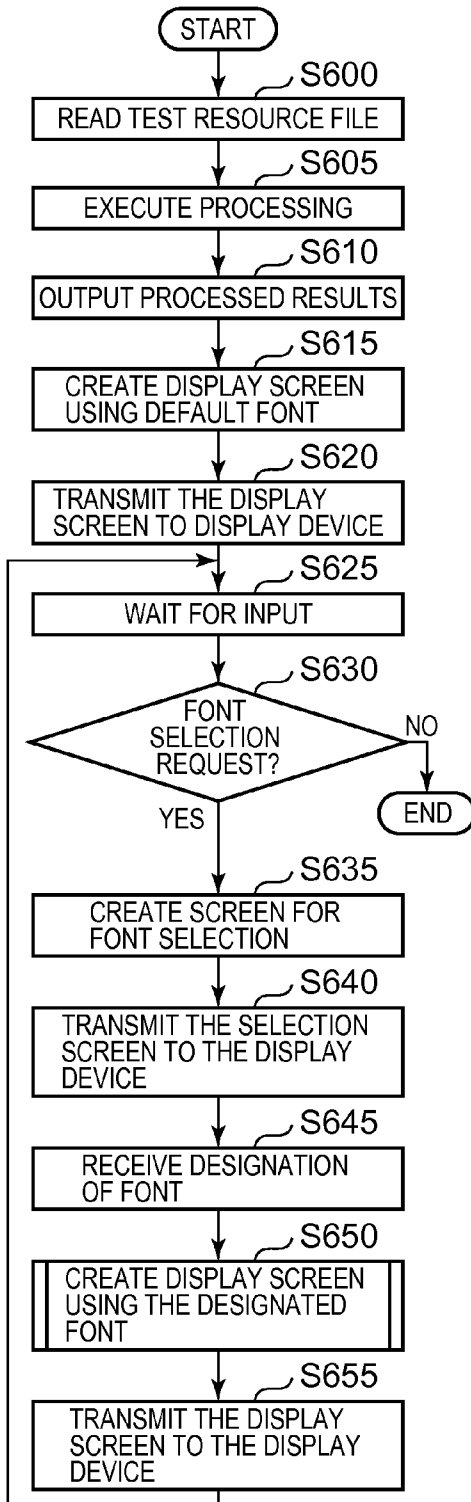 START
S600
READ TEST RESOURCE FILE
S605
EXECUTE PROCESSING
S610
OUTPUT PROCESSED RESULTS
S615
CREATE DISPLAY SCREEN
USING DEFAULT FONT
S620
TRANSMIT THE DISPLAY
SCREEN TO DISPLAY DEVICE
S625
WAIT FOR INPUT
S630
FONT
SELECTION
REQUEST?
NO
END
YES
S635
CREATE SCREEN FOR
FONT SELECTION
S640
TRANSMIT THE SELECTION
SCREEN TO THE DISPLAY
DEVICE
S645
RECEIVE DESIGNATION
OF FONT
S650
CREATE DISPLAY SCREEN
USING THE DESIGNATED
FONT
S655
TRANSMIT THE DISPLAY
SCREEN TO THE DISPLAY
DEVICE